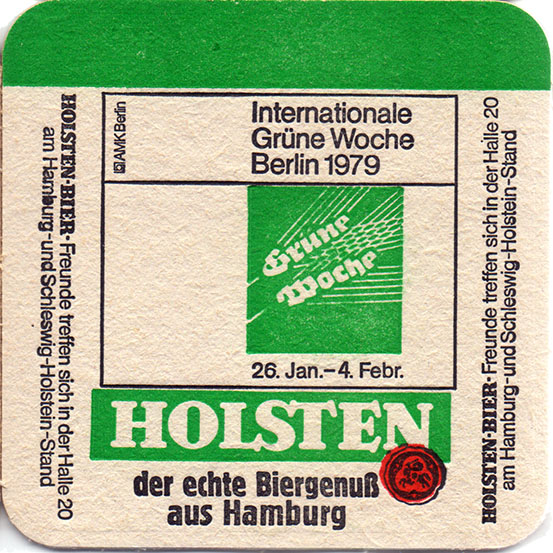 Internationale
Grüne Woche
Berlin 1979
AMK Berlin
Grüne
Woche
26. Jan.–4. Febr.
HOLSTEN
der echte Biergenuß
aus Hamburg
HOLSTEN-BIER·Freunde treffen sich in der Halle 20
am Hamburg-und Schleswig-Holstein-Stand
HOLSTEN-BIER·Freunde treffen sich in der Halle 20
am Hamburg-und Schleswig-Holstein-Stand